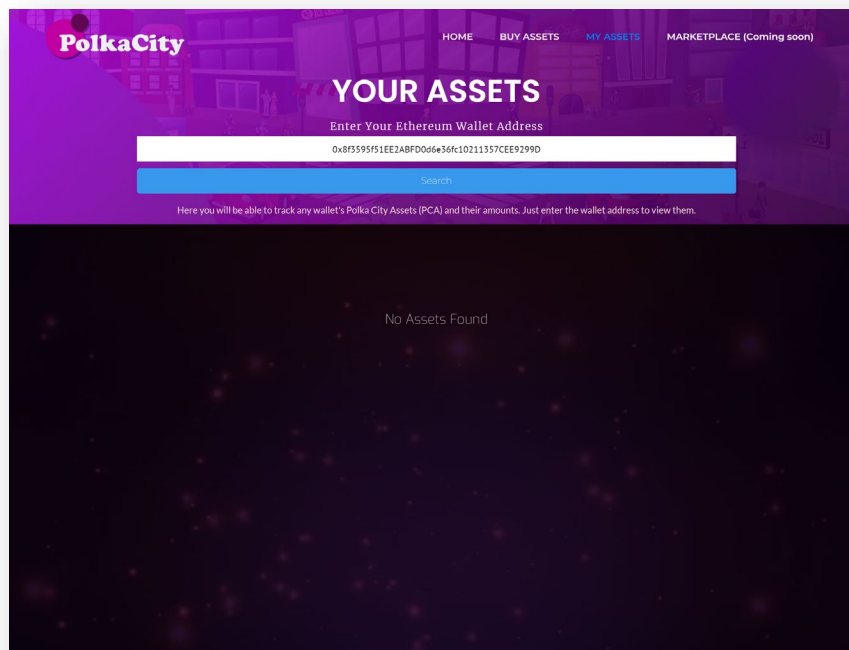 PolkaCity
HOME BUY ASSETS MY ASSETS MARKETPLACE (Coming soon)
YOUR ASSETS
Enter Your Ethereum Wallet Address
0x8f3595f51EE2ABFD0d6e36fc10211357CEE9299D
Search
Here you will be able to track any wallet's Polka City Assets (PCA) and their amounts. Just enter the wallet address to view them.
No Assets Found